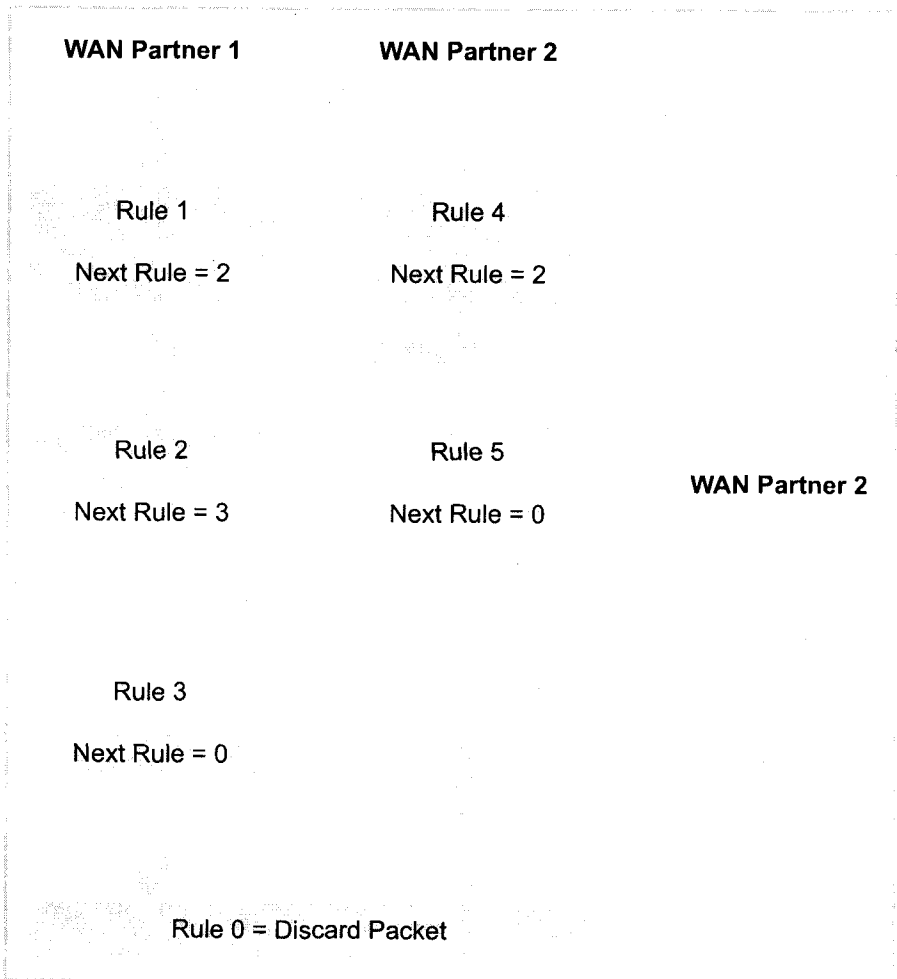 WAN Partner 1
WAN Partner 2
Rule 1
Rule 4
Next Rule = 2
Next Rule = 2
Rule 2
Rule 5
WAN Partner 2
Next Rule = 3
Next Rule = 0
Rule 3
Next Rule = 0
Rule 0 = Discard Packet